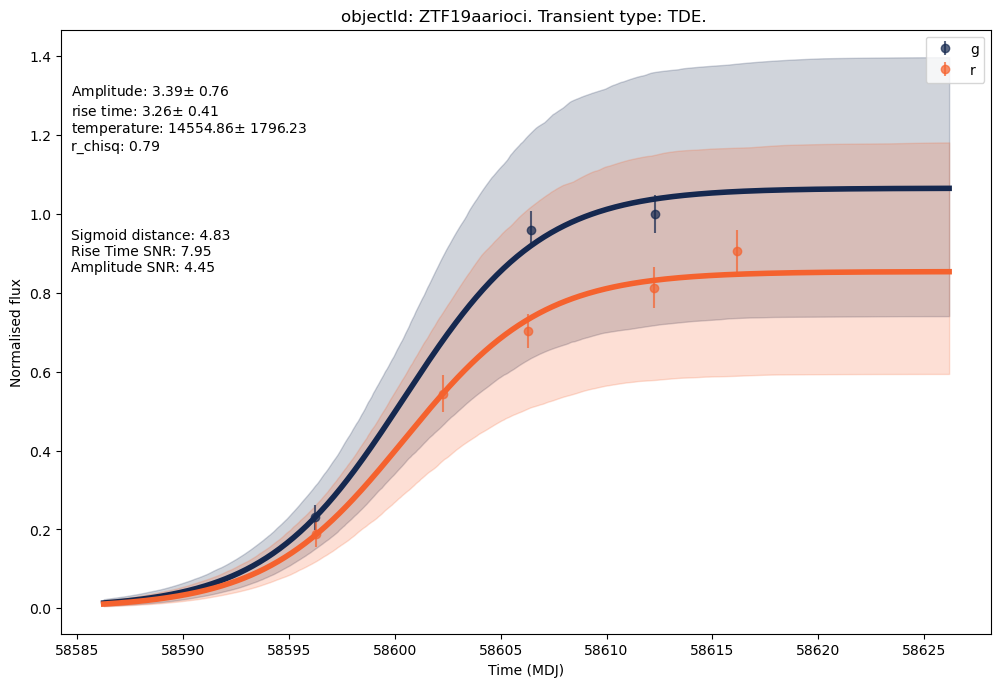 objectId: ZTF19aarioci. Transient type: TDE.
g
r
Amplitude: 3.39± 0.76
rise time: 3.26± 0.41
temperature: 14554.86± 1796.23
r_chisq: 0.79
Sigmoid distance: 4.83
Rise Time SNR: 7.95
Amplitude SNR: 4.45
Normalised flux
1.4
1.2
1.0
0.8
0.6
0.4
0.2
0.0
58585 58590 58595 58600 58605 58610 58615 58620 58625
Time (MDJ)